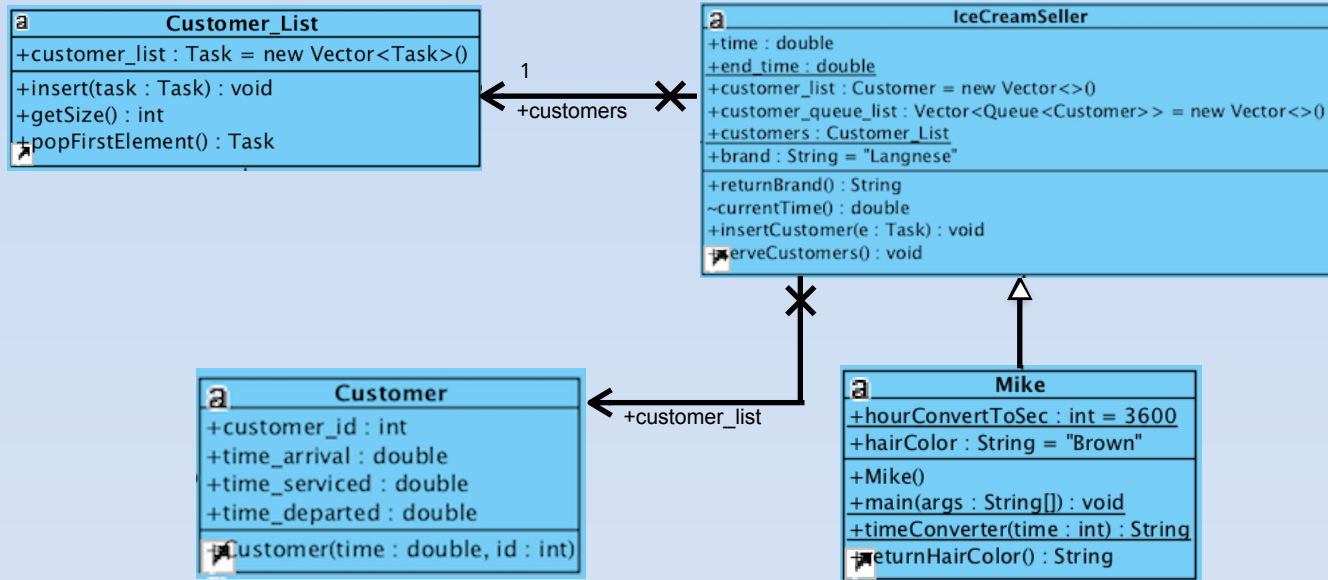 a
Customer_List
+customer_list : Task = new Vector<Task>()
+insert(task : Task) : void
+getSize() : int
+popFirstElement() : Task
1
+customers
a
IceCreamSeller
+time : double
+end_time : double
+customer_list : Customer = new Vector<>()
+customer_queue_list : Vector<Queue<Customer>> = new Vector<>()
+customers : Customer_List
+brand : String = "Langnese"
+returnBrand() : String
~currentTime() : double
+insertCustomer(e : Task) : void
erveCustomers() : void
a
Customer
+customer_id : int
+time_arrival : double
+time_serviced : double
+time_departed : double
+Customer(time : double, id : int)
+customer_list
a
Mike
+hourConvertToSec : int = 3600
+hairColor : String = "Brown"
+Mike()
+main(args : String[]) : void
+timeConverter(time : int) : String
+returnHairColor() : String